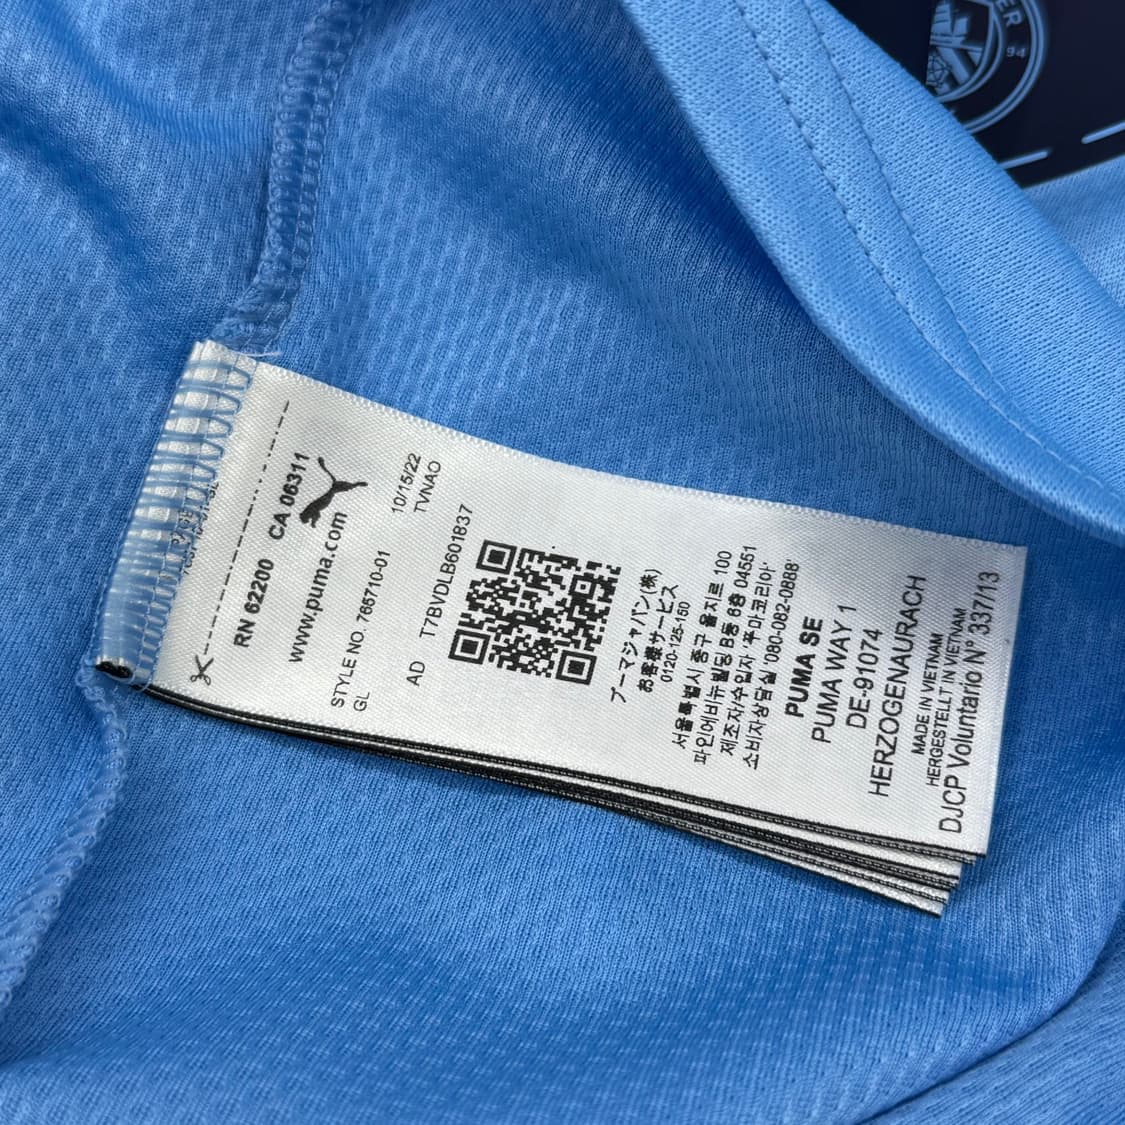 RN 62200 CA 06311
www.puma.com
STYLE NO. 765710-01
GL
10/15/22
TVNAO
AD T7BVDLB601837
プーマジャパン(株)
お客様サービス
0120-125-150
서울특별시 중구 을지로 100
파인애비뉴빌딩 B동 6층 04551
제조자/수입자 '푸마코리아'
소비자상담실 '080-082-0888'
PUMA SE
PUMA WAY 1
DE-91074
HERZOGENAURACH
MADE IN VIETNAM
HERGESTELLT IN VIETNAM
DJCP Voluntario N° 337/13
94